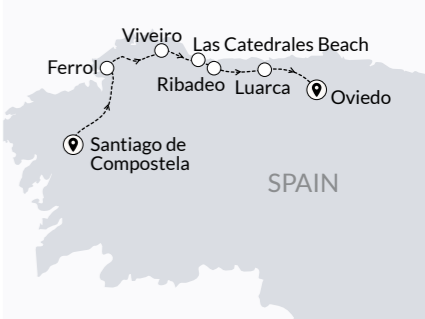 Viveiro
Las Catedrales Beach
Ferrol
Ribadeo
Luarca
Oviedo
Santiago de
Compostela
SPAIN